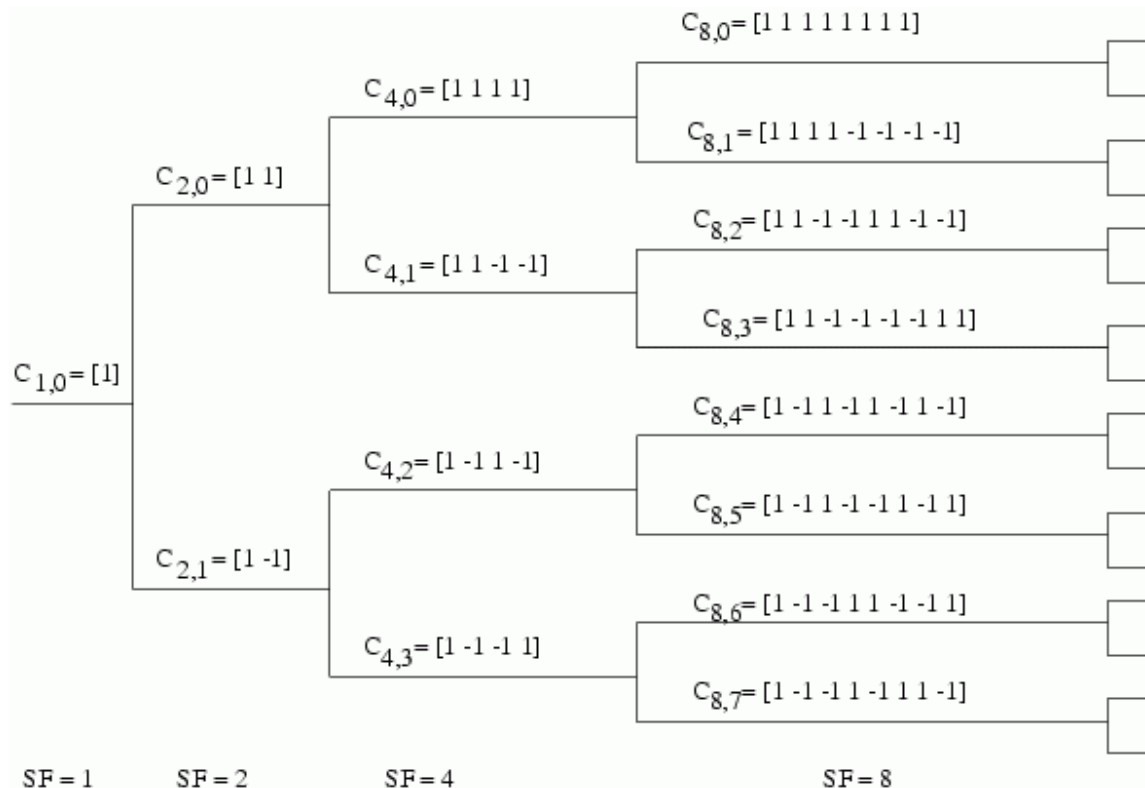 C8,0= [1 1 1 1 1 1 1 1]
C4,0= [1 1 1 1]
C8,1= [1 1 1 1 -1 -1 -1 -1]
C2,0= [1 1]
C8,2= [1 1 -1 -1 1 1 -1 -1]
C4,1= [1 1 -1 -1]
C8,3= [1 1 -1 -1 -1 -1 1 1]
C1,0= [1]
C8,4= [1 -1 1 -1 1 -1 1 -1]
C4,2= [1 -1 1 -1]
C8,5= [1 -1 1 -1 -1 1 -1 1]
C2,1= [1 -1]
C8,6= [1 -1 -1 1 1 -1 -1 1]
C4,3= [1 -1 -1 1]
C8,7= [1 -1 -1 1 -1 1 1 -1]
SF = 1 SF = 2 SF = 4 SF = 8